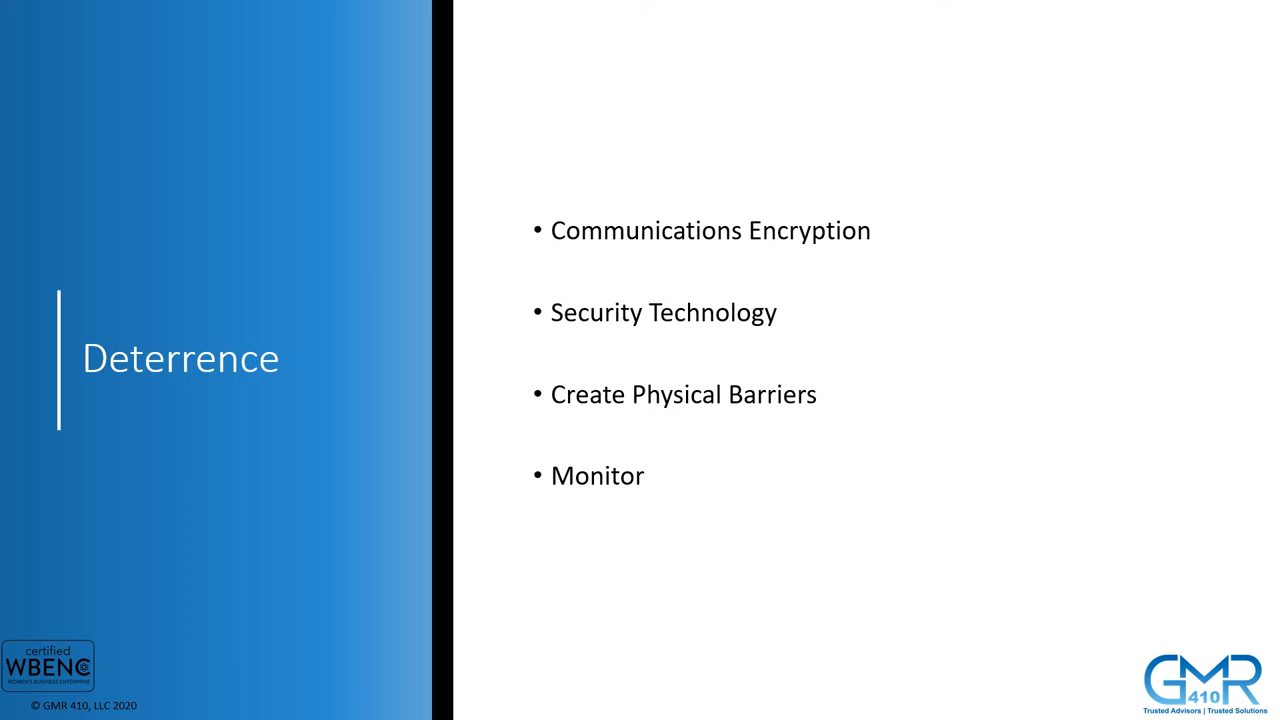 Deterrence
• Communications Encryption
• Security Technology
• Create Physical Barriers
• Monitor
certified
WBENC
WOMEN'S BUSINESS ENTERPRISE
© GMR 410, LLC 2020
GMR
410
Trusted Advisors | Trusted Solutions